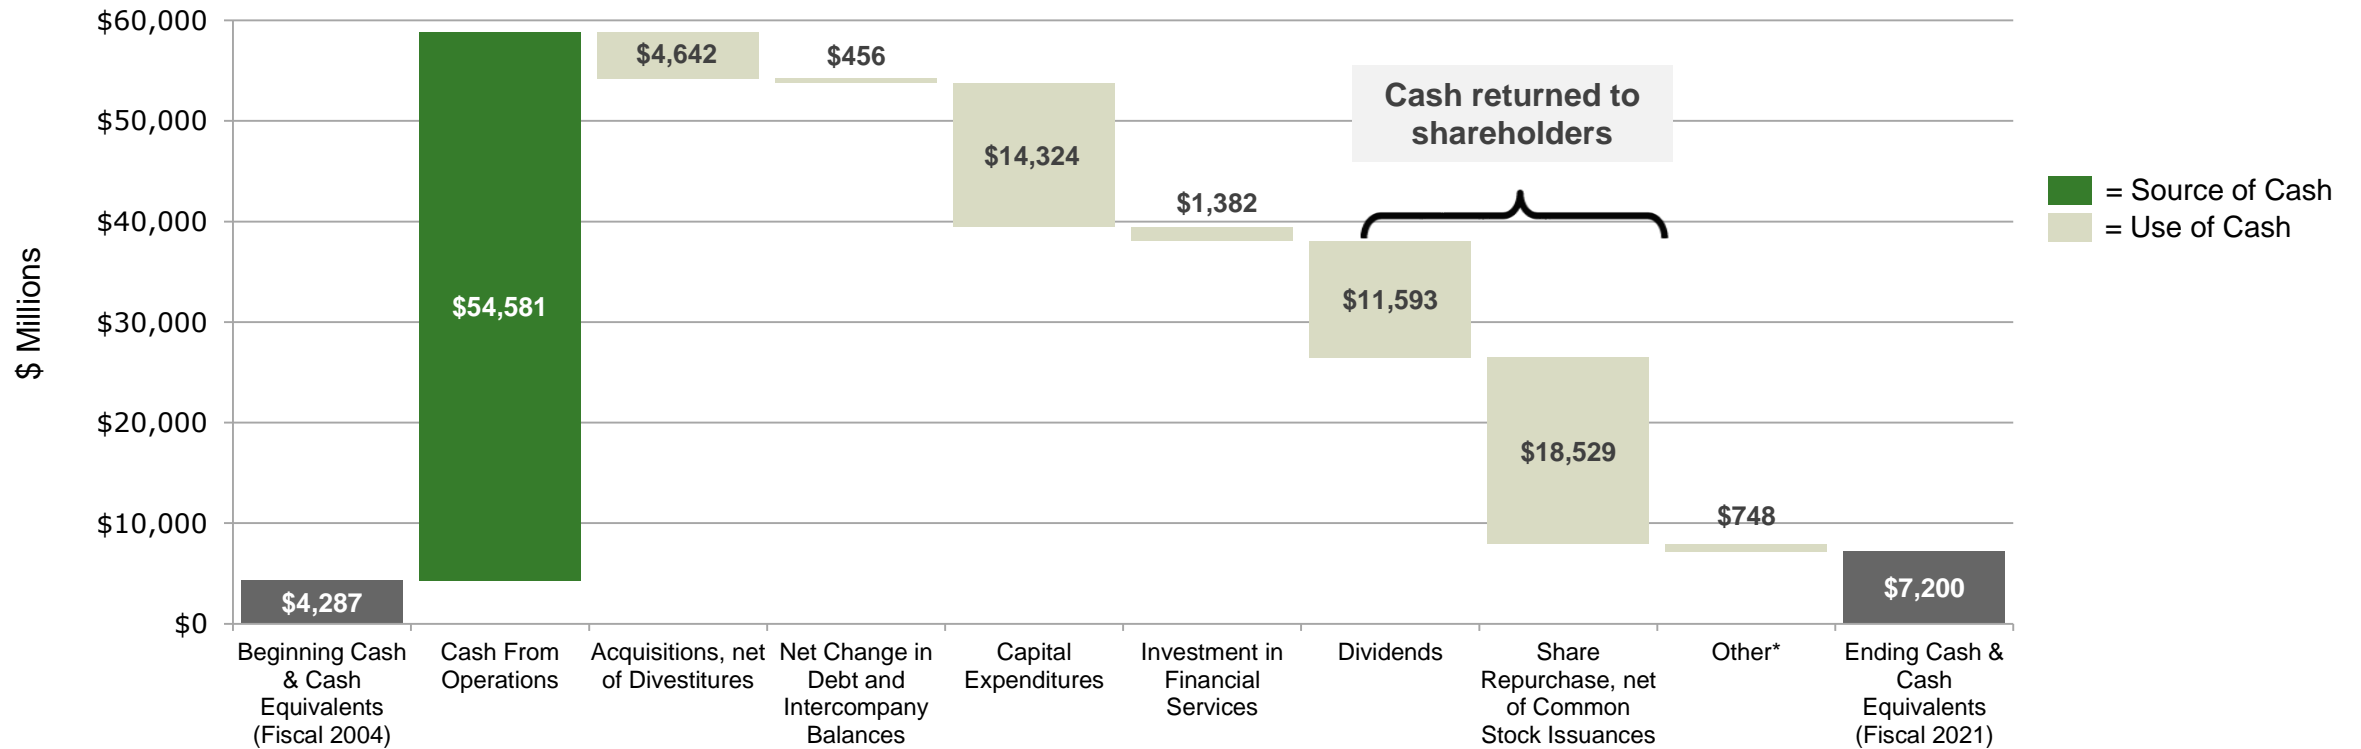 $ Millions
$60,000
$50,000
$40,000
$30,000
$20,000
$10,000
$0
$4,287
$54,581
$4,642
$456
$14,324
$1,382
$11,593
$18,529
$748
$7,200
Cash returned to
shareholders
= Source of Cash
= Use of Cash
Beginning Cash
& Cash
Equivalents
(Fiscal 2004)
Cash From
Operations
Acquisitions, net
of Divestitures
Net Change in
Debt and
Intercompany
Balances
Capital
Expenditures
Investment in
Financial
Services
Dividends
Share
Repurchase, net
of Common
Stock Issuances
Other*
Ending Cash &
Cash
Equivalents
(Fiscal 2021)